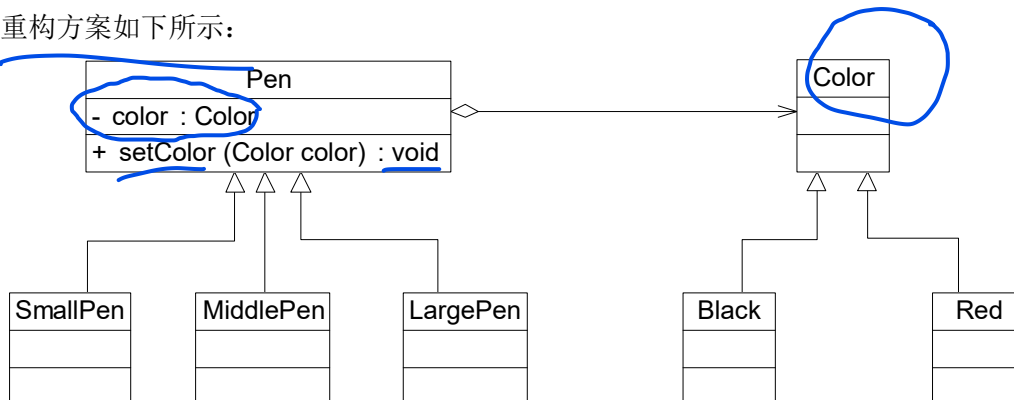 重构方案如下所示：
Pen
Color
- color : Color
+ setColor (Color color) : void
SmallPen
MiddlePen
LargePen
Black
Red